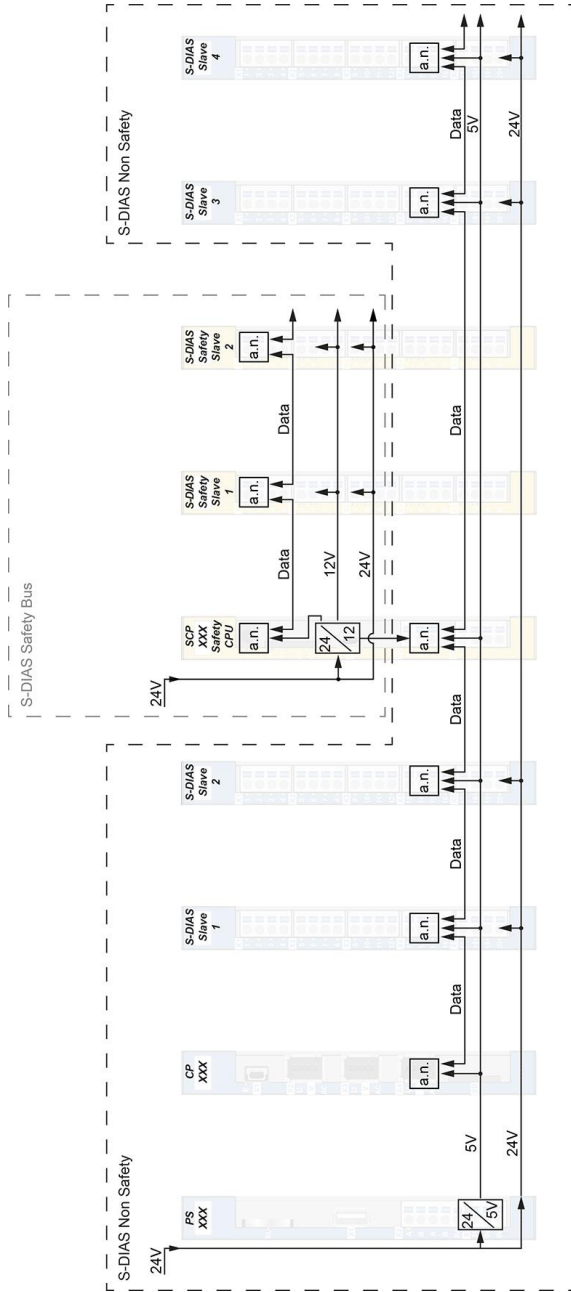 S-DIAS Non Safety
24V
PS
XXX
24
5V
5V
24V
CP
XXX
a.n.
Data
S-DIAS
Slave
1
a.n.
Data
S-DIAS
Slave
2
a.n.
Data
S-DIAS Safety Bus
24V
SCP
XXX
Safety
CPU
a.n.
24
12
a.n.
Data
12V
24V
S-DIAS
Safety
Slave
1
a.n.
Data
Data
S-DIAS
Safety
Slave
2
a.n.
S-DIAS Non Safety
S-DIAS
Slave
3
a.n.
Data
5V
24V
S-DIAS
Slave
4
a.n.